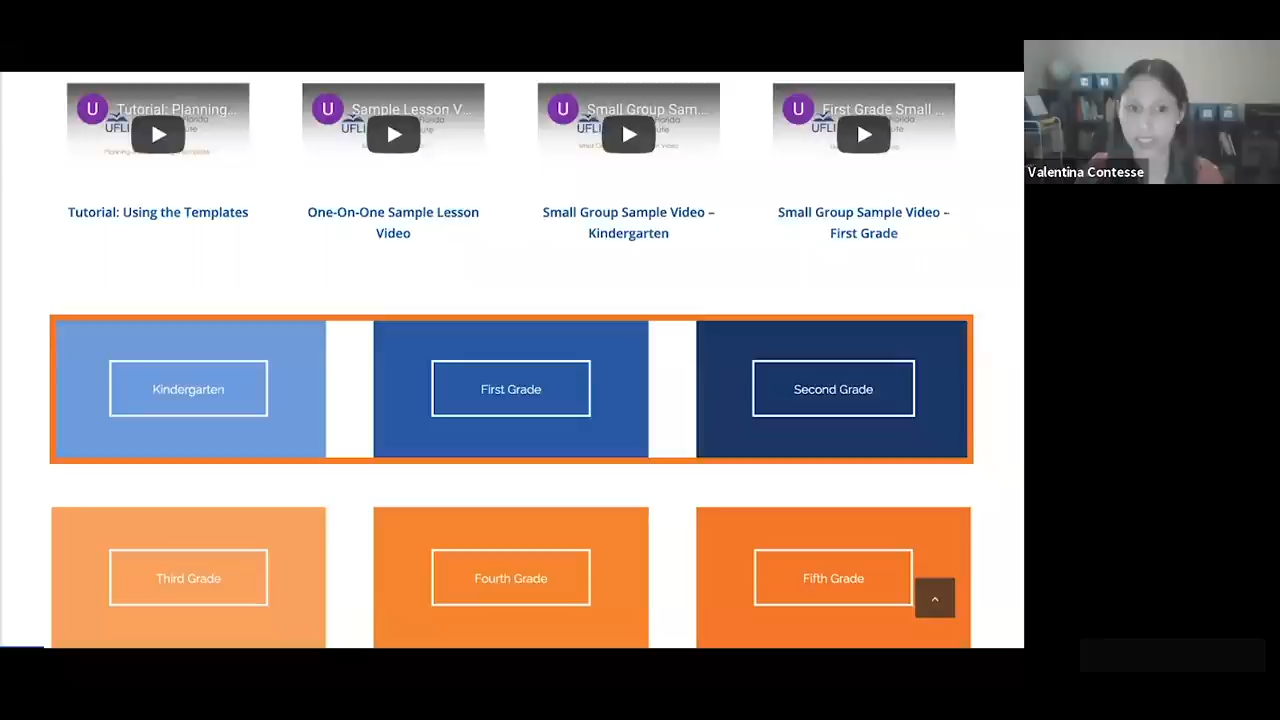 U Tutorial: Planning...
U Sample Lesson V...
U Small Group Sam...
U First Grade Small ...
UFLI
UFLI
UFLI
Valentina Contesse
Tutorial: Using the Templates
One-On-One Sample Lesson
Video
Small Group Sample Video –
Kindergarten
Small Group Sample Video –
First Grade
Kindergarten
First Grade
Second Grade
Third Grade
Fourth Grade
Fifth Grade